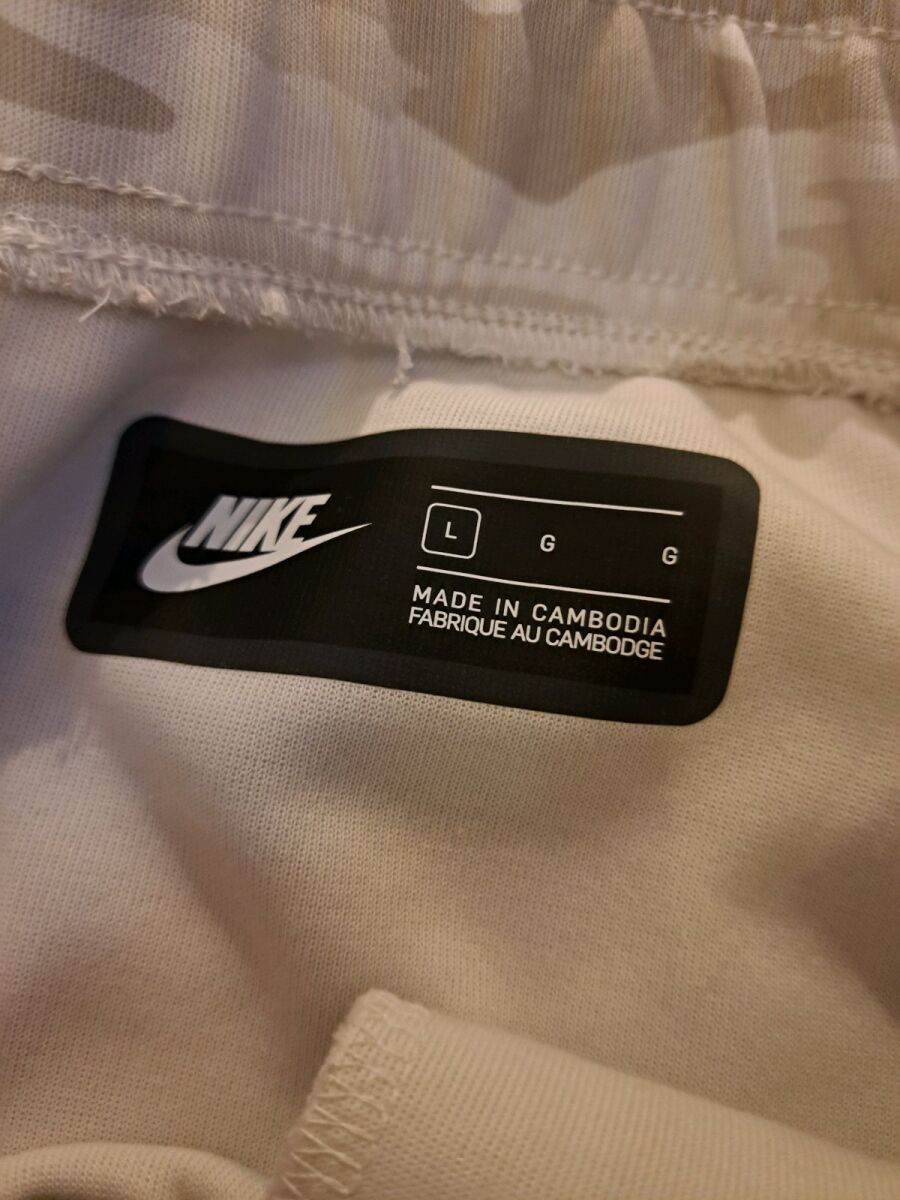 NIKE
L G G
MADE IN CAMBODIA
FABRIQUE AU CAMBODGE